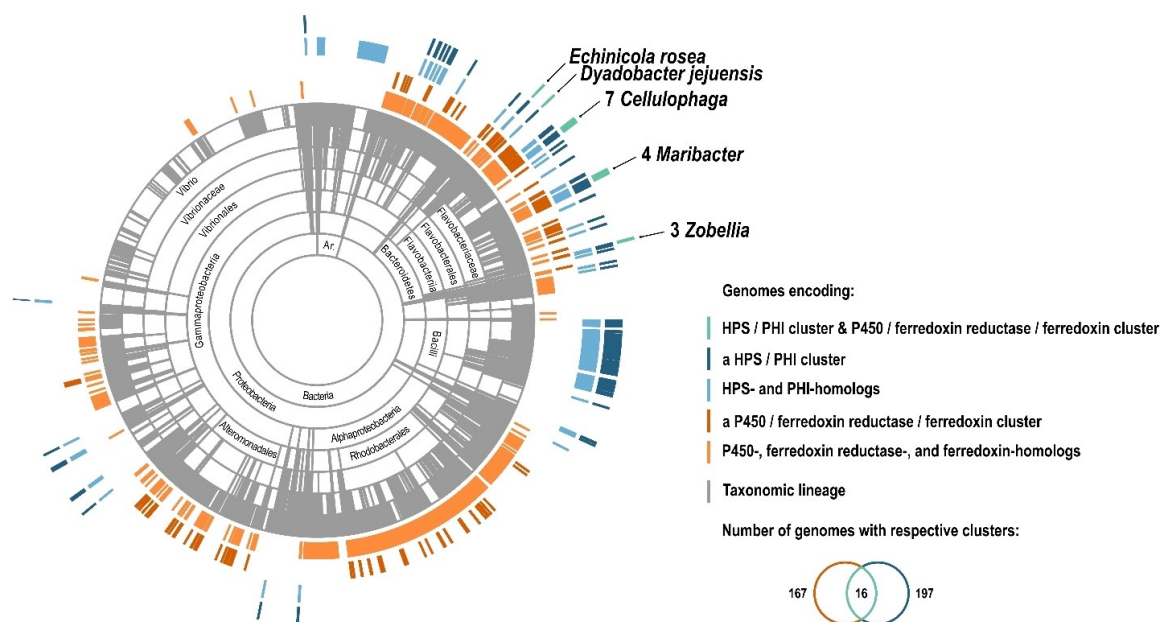 Echinicola rosea
Dyadobacter jejuensis
7 Cellulophaga
4 Maribacter
3 Zobellia
Vibrio
Vibrionaceae
Vibrionales
Gammaproteobacteria
Proteobacteria
Bacteria
Ar.
Bacteroidetes
Flavobacteriia
Flavobacterales
Flavobacteriaceae
Bacilli
Alphaproteobacteria
Rhodobacterales
Alteromonadales
Genomes encoding:
HPS / PHI cluster & P450 / ferredoxin reductase / ferredoxin cluster
a HPS / PHI cluster
HPS- and PHI-homologs
a P450 / ferredoxin reductase / ferredoxin cluster
P450-, ferredoxin reductase-, and ferredoxin-homologs
Taxonomic lineage
Number of genomes with respective clusters:
167 16 197